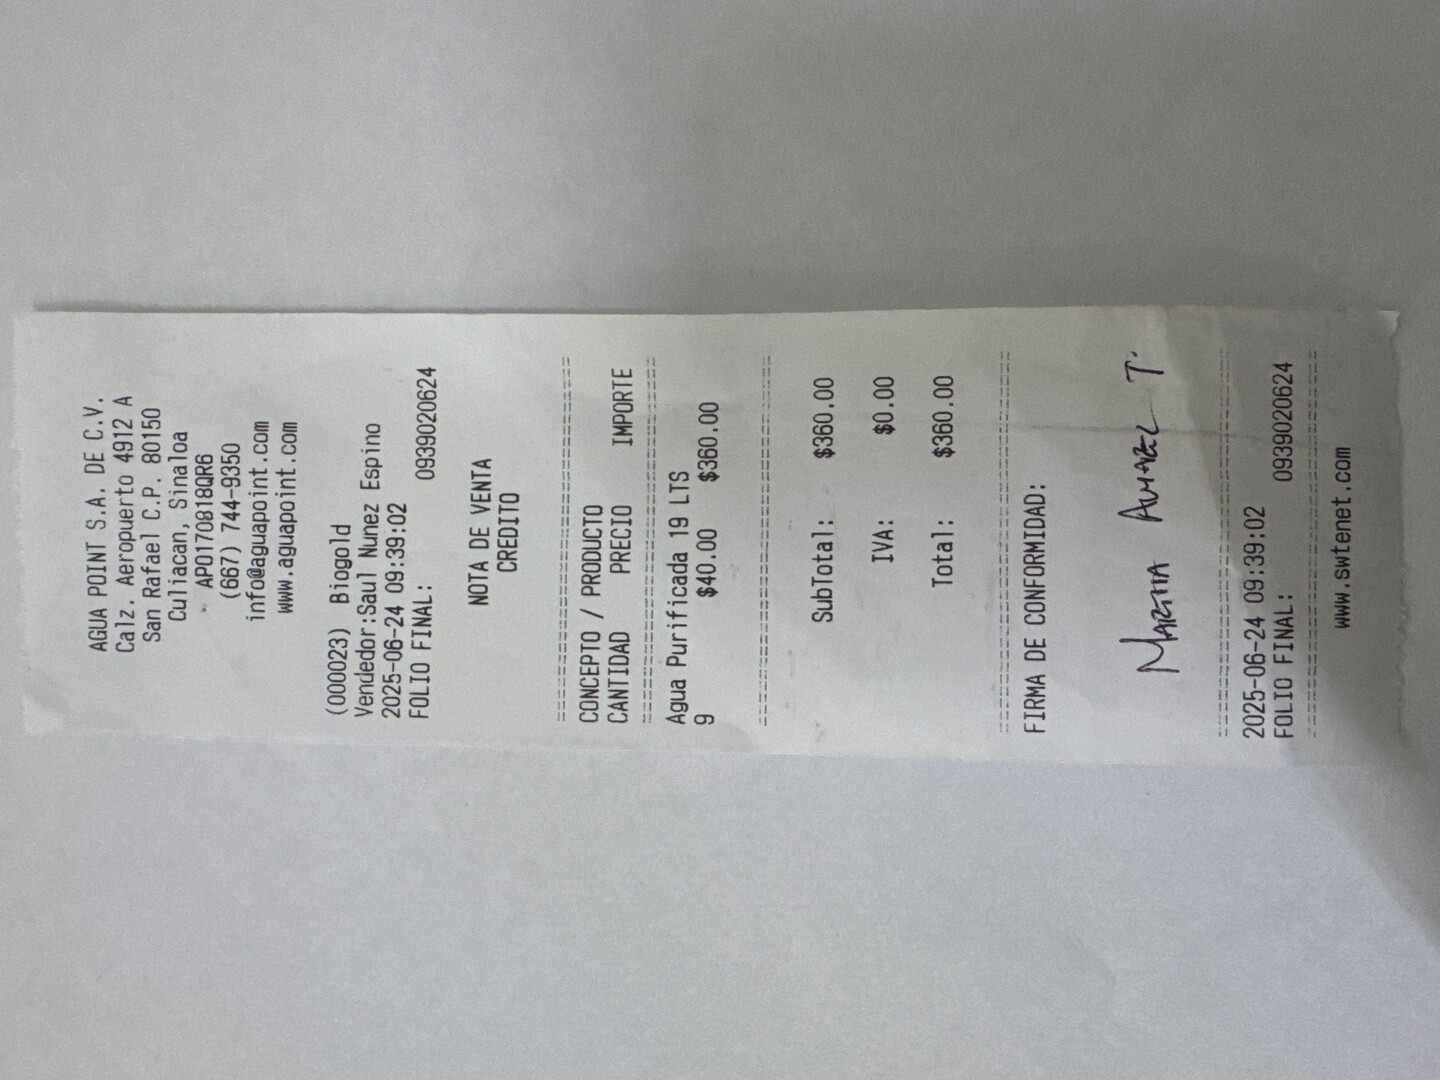 AGUA POINT S.A. DE C.V.
Calz. Aeropuerto 4912 A
San Rafael C.P. 80150
Culiacan, Sinaloa
APO170818QR6
(667) 744-9350
info@aguapoint.com
www.aguapoint.com
(000023) Biogold
Vendedor:Saul Nunez Espino
2025-06-24 09:39:02
FOLIO FINAL: 0939020624
NOTA DE VENTA
CREDITO
CONCEPTO / PRODUCTO
CANTIDAD PRECIO IMPORTE
Agua Purificada 19 LTS
9 $40.00 $360.00
SubTotal: $360.00
IVA: $0.00
Total: $360.00
FIRMA DE CONFORMIDAD:
MARTHA T.
2025-06-24 09:39:02
FOLIO FINAL: 0939020624
www.swtenet.com